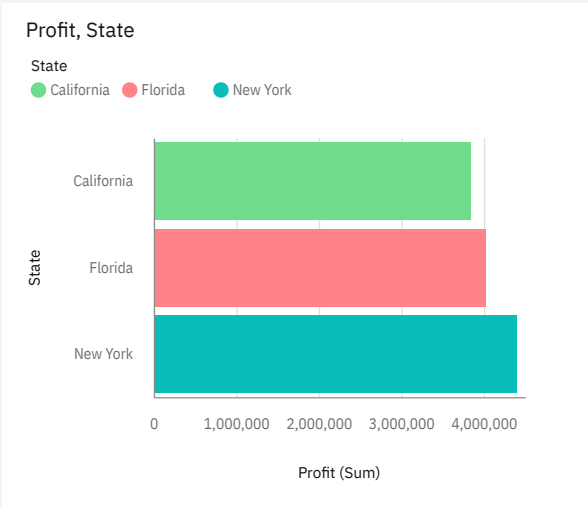 Profit, State
State
California Florida New York
California
Florida
New York
State
0 1,000,000 2,000,000 3,000,000 4,000,000
Profit (Sum)